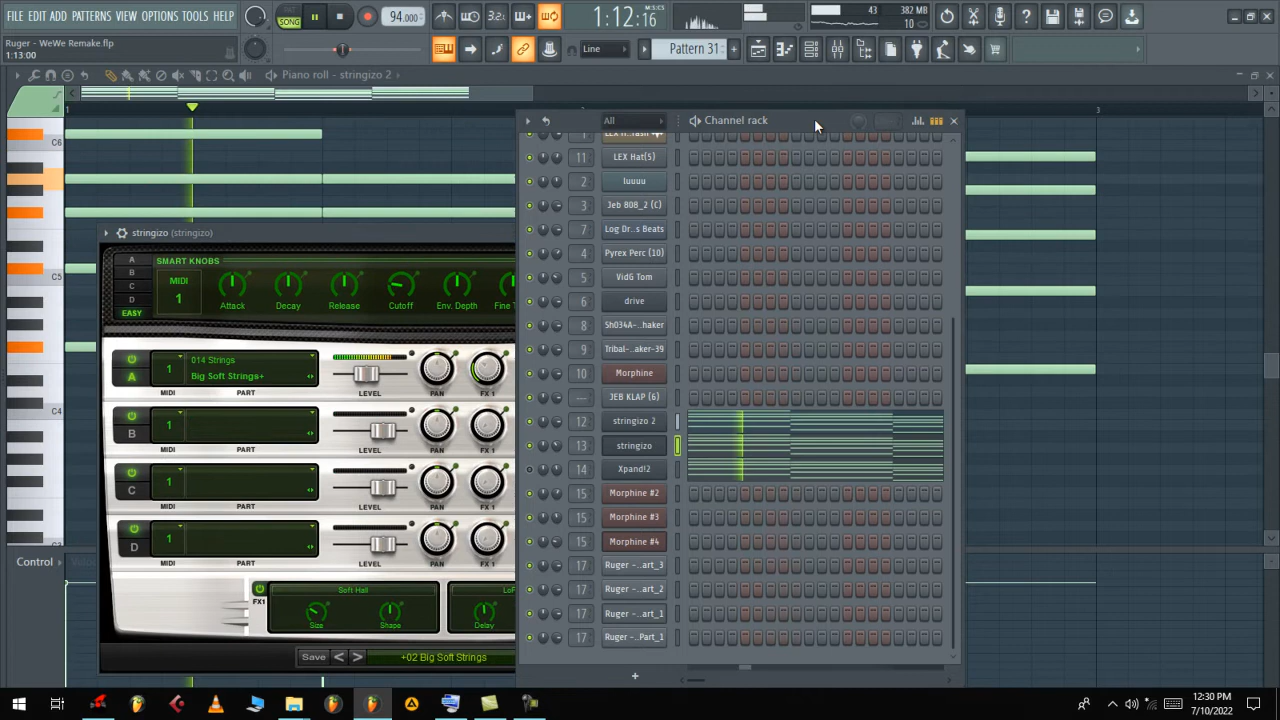 FILE EDIT ADD PATTERNS VIEW OPTIONS TOOLS HELP
Ruger - WeWe Remake.flp
1:13:00
PAT
SONG
94.000
3.2.
1:12:16
43
382 MB
10
Line
Pattern 31
Piano roll - stringizo 2
1
3
C6
C5
C4
Control
stringizo (stringizo)
SMART KNOBS
A
B
C
D
EASY
MIDI
1
Attack
Decay
Release
Cutoff
Env. Depth
A
1
014 Strings
Big Soft Strings+
MIDI
PART
LEVEL
PAN
FX 1
B
1
MIDI
PART
LEVEL
PAN
FX 1
C
1
MIDI
PART
LEVEL
PAN
FX 1
D
1
MIDI
PART
LEVEL
PAN
FX 1
FX1
Soft Hall
Size
Shape
Delay
Save
+02 Big Soft Strings
All
Channel rack
11
LEX Hat(5)
2
luuuu
3
Jeb 808_2 (C)
7
Log Dr..s Beats
4
Pyrex Perc (10)
5
VidG Tom
6
drive
8
Sh034A-..haker
9
Tribal-..aker-39
10
Morphine
---
JEB KLAP (6)
12
stringizo 2
13
stringizo
14
Xpand!2
15
Morphine #2
15
Morphine #3
15
Morphine #4
17
Ruger -...art_3
17
Ruger -...art_2
17
Ruger -...art_1
17
Ruger -..Part_1
12:30 PM
7/10/2022